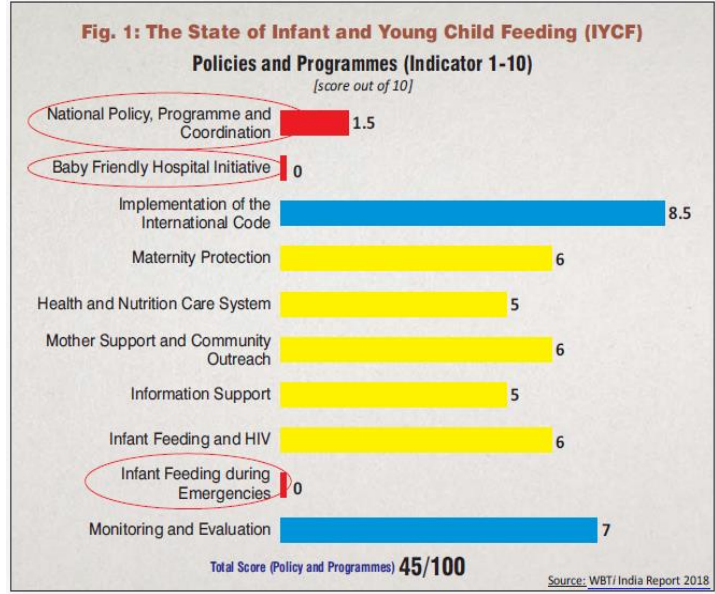 Fig. 1: The State of Infant and Young Child Feeding (IYCF)
Policies and Programmes (Indicator 1-10)
[score out of 10]
National Policy, Programme and
Coordination
1.5
Baby Friendly Hospital Initiative
0
Implementation of the
International Code
8.5
Maternity Protection
6
Health and Nutrition Care System
5
Mother Support and Community
Outreach
6
Information Support
5
Infant Feeding and HIV
6
Infant Feeding during
Emergencies
0
Monitoring and Evaluation
7
Total Score (Policy and Programmes) 45/100
Source: WBTi India Report 2018